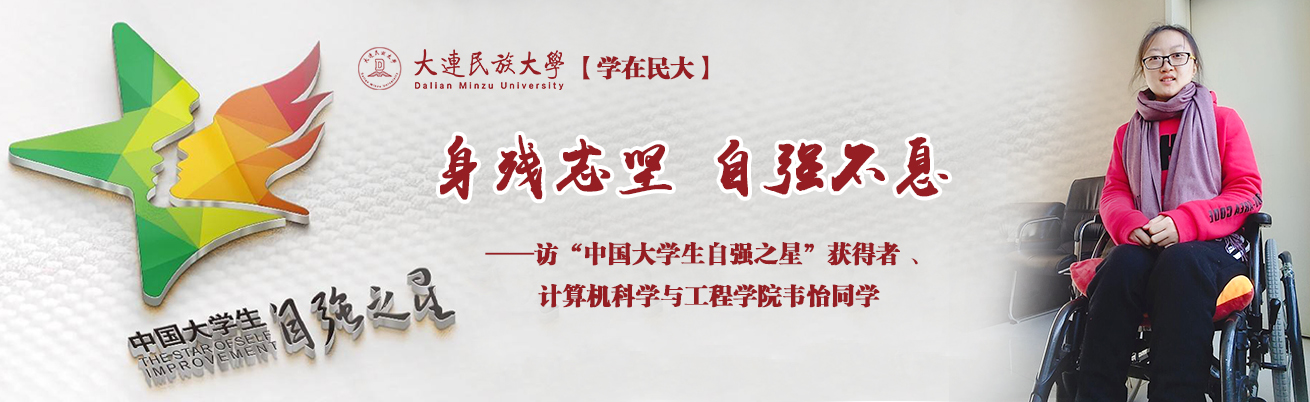 大連民族大學【学在民大】
Dalian Minzu University
身残志坚 自强不息
——访“中国大学生自强之星”获得者、
计算机科学与工程学院韦怡同学
中国大学生自强之星
THE STAR OF SELF
IMPROVEMENT